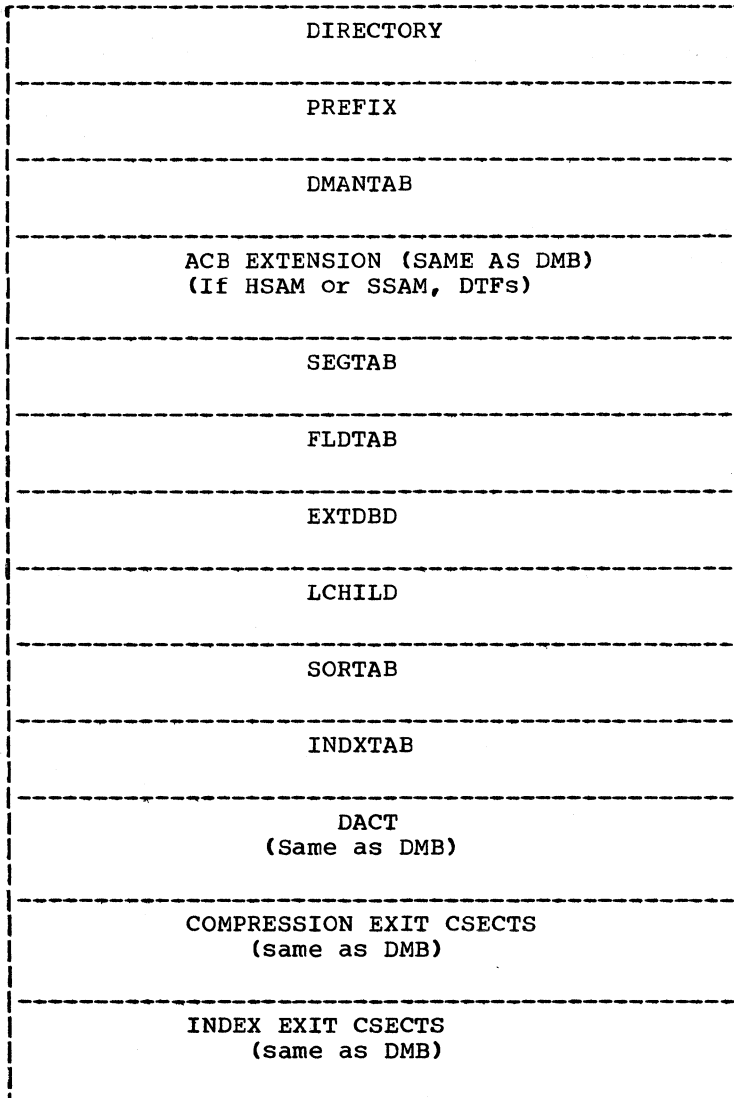 DIRECTORY
PREFIX
DMANTAB
ACB EXTENSION (SAME AS DMB)
(If HSAM or SSAM, DTFs)
SEGTAB
FLDTAB
EXTDBD
LCHILD
SORTAB
INDXTAB
DACT
(Same as DMB)
COMPRESSION EXIT CSECTS
(same as DMB)
INDEX EXIT CSECTS
(same as DMB)